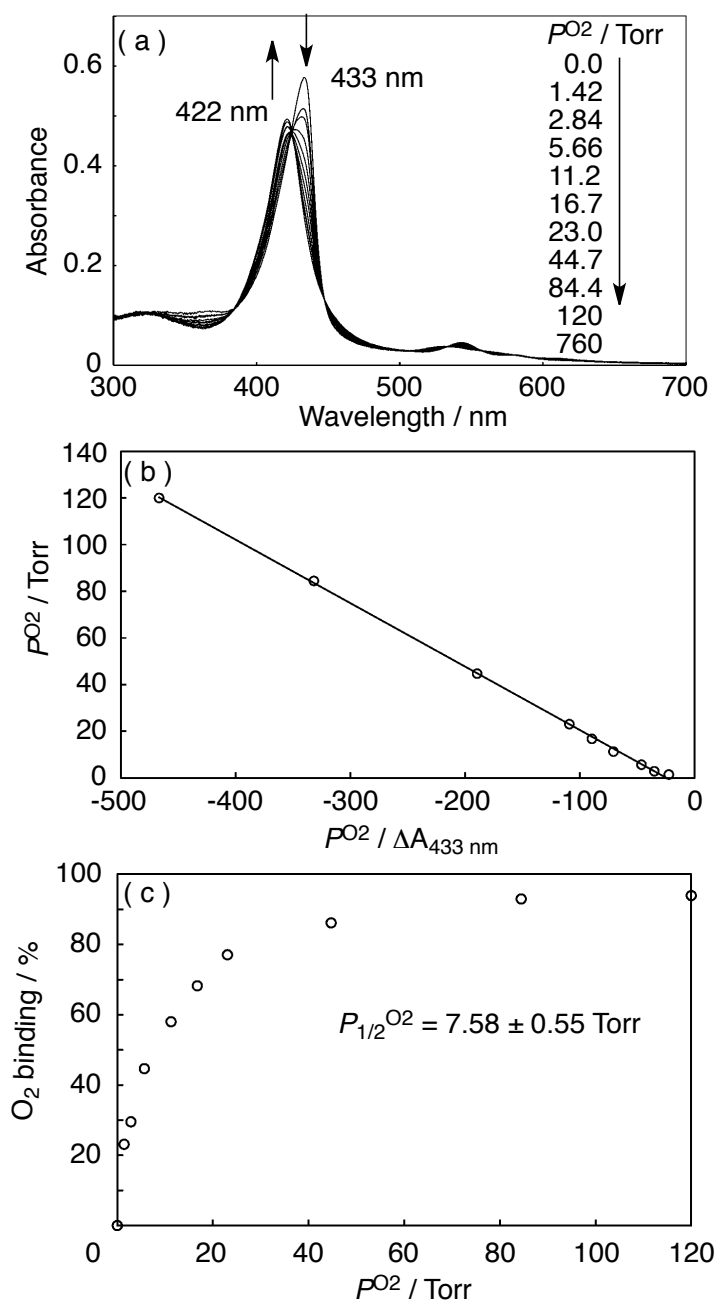 ( a )
P^O2 / Torr
0.0
1.42
2.84
5.66
11.2
16.7
23.0
44.7
84.4
120
760
422 nm
433 nm
0.6
0.4
0.2
0
Absorbance
300 400 500 600 700
Wavelength / nm
( b )
140
120
100
80
60
40
20
0
P^O2 / Torr
-500 -400 -300 -200 -100 0
P^O2 / ΔA433 nm
( c )
100
80
60
40
20
O2 binding / %
P1/2^O2 = 7.58 ± 0.55 Torr
0 20 40 60 80 100 120
P^O2 / Torr